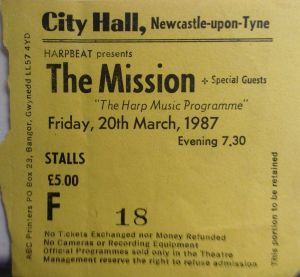 City Hall, Newcastle-upon-Tyne
HARPBEAT presents
The Mission + Special Guests
"The Harp Music Programme"
Friday, 20th March, 1987
Evening 7,30
STALLS
£5.00
F 18
No Tickets Exchanged nor Money Refunded
No Cameras or Recording Equipment
Official Programmes sold only in the Theatre
Management reserve the right to refuse admission
ABC Printers PO Box 23, Bangor, Gwynedd LL57 4YD
This portion to be retained